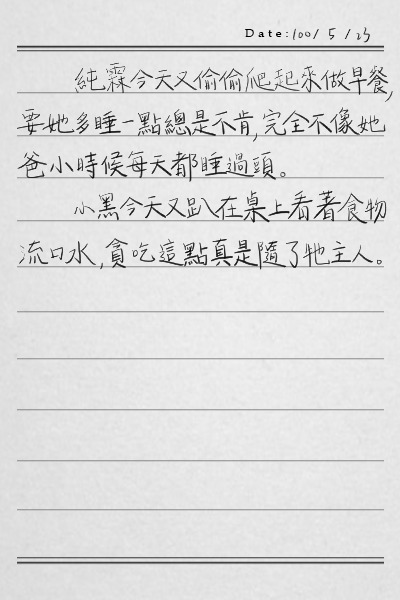 Date:100/5/23
純霖今天又偷偷爬起來做早餐,
要她多睡一點總是不肯,完全不像她
爸小時候每天都睡過頭。
小黑今天又趴在桌上看著食物
流口水,貪吃這點真是隨了牠主人。